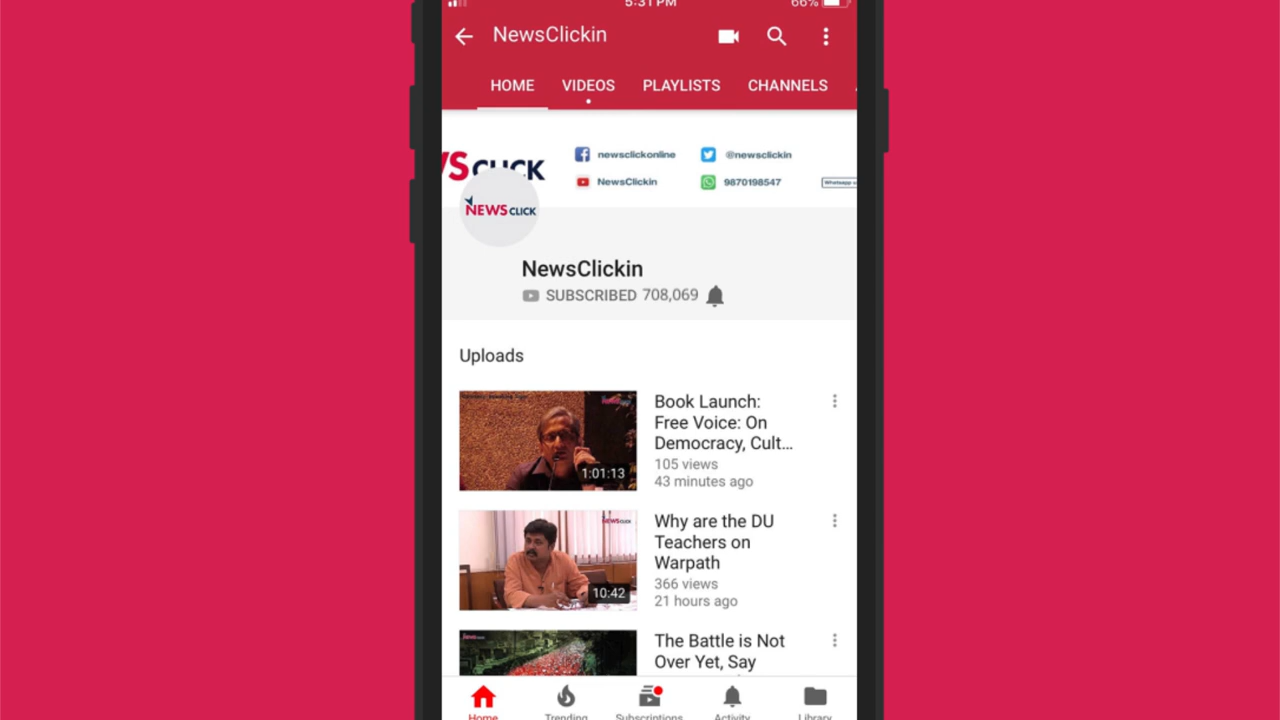 5:31 PM
66%
NewsClickin
HOME VIDEOS PLAYLISTS CHANNELS
CLICK
newsclickonline
@newsclickin
NewsClickin
9870198547
NEWS CLICK
NewsClickin
SUBSCRIBED 708,069
Uploads
Book Launch:
Free Voice: On
Democracy, Cult...
105 views
43 minutes ago
1:01:13
NEWSCLICK
Why are the DU
Teachers on
Warpath
366 views
21 hours ago
10:42
The Battle is Not
Over Yet, Say
Home Trending Subscriptions Activity Library